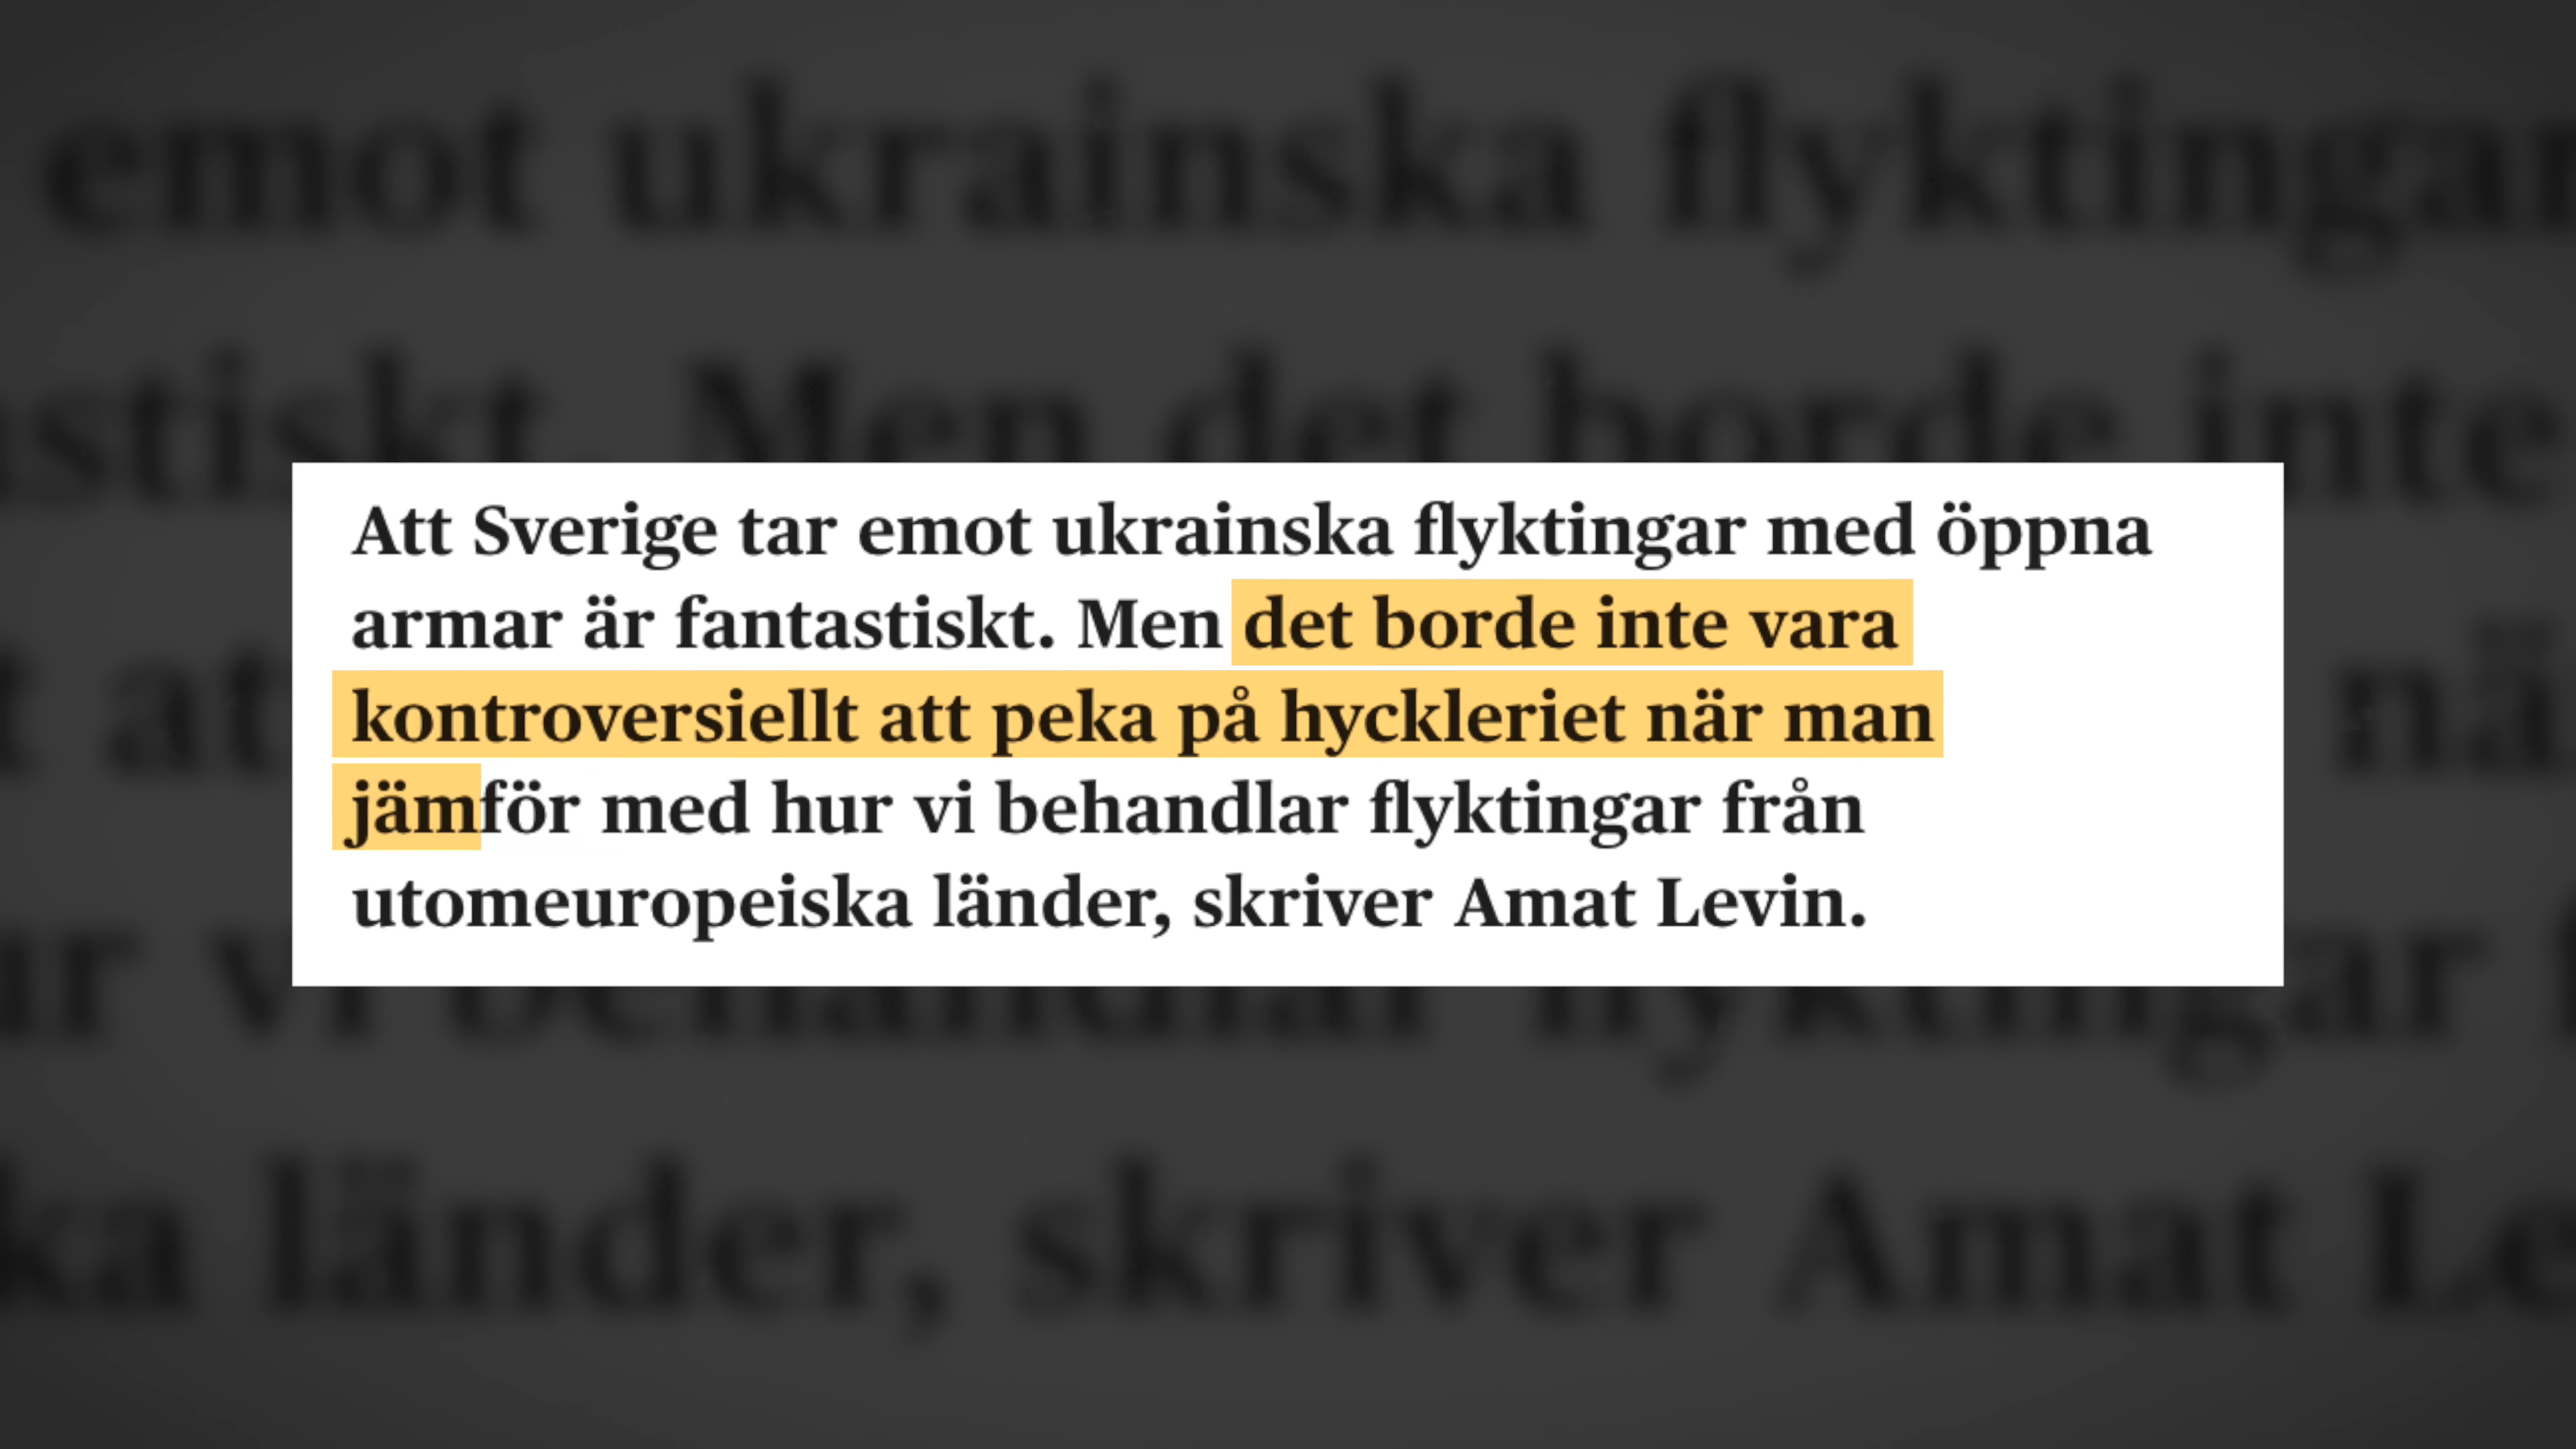 Att Sverige tar emot ukrainska flyktingar med öppna
armar är fantastiskt. Men det borde inte vara
kontroversiellt att peka på hyckleriet när man
jämför med hur vi behandlar flyktingar från
utomeuropeiska länder, skriver Amat Levin.